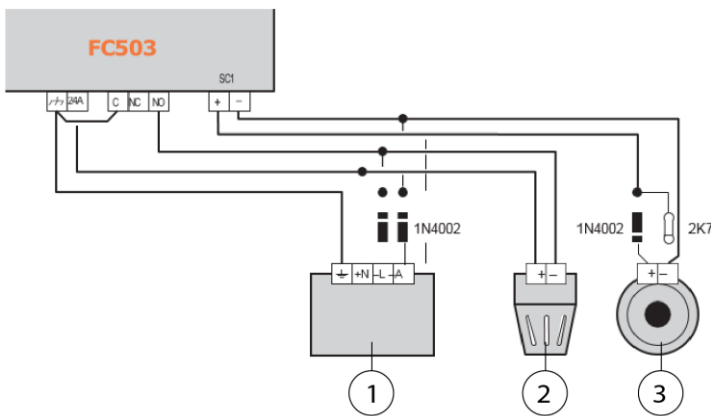 FC503
SC1
24A C NC NO + –
1N4002 1N4002 2K7
+N –L –A + – + –
1 2 3